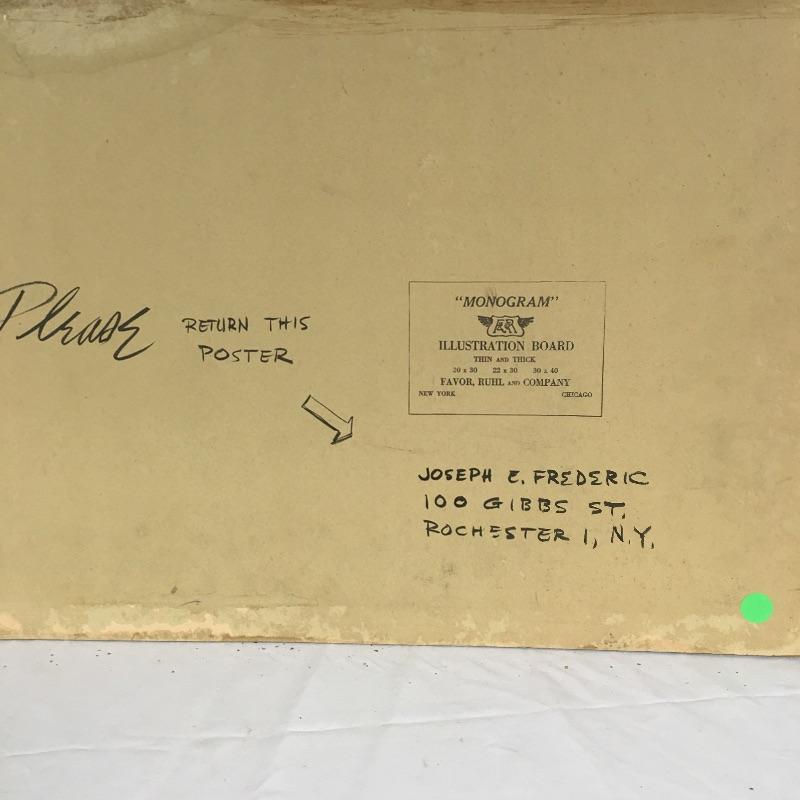 Please RETURN THIS
POSTER
"MONOGRAM"
ILLUSTRATION BOARD
THIN AND THICK
20 x 30 22 x 30 30 x 40
FAVOR, RUHL AND COMPANY
NEW YORK CHICAGO
JOSEPH E. FREDERIC
100 GIBBS ST.
ROCHESTER 1, N.Y.